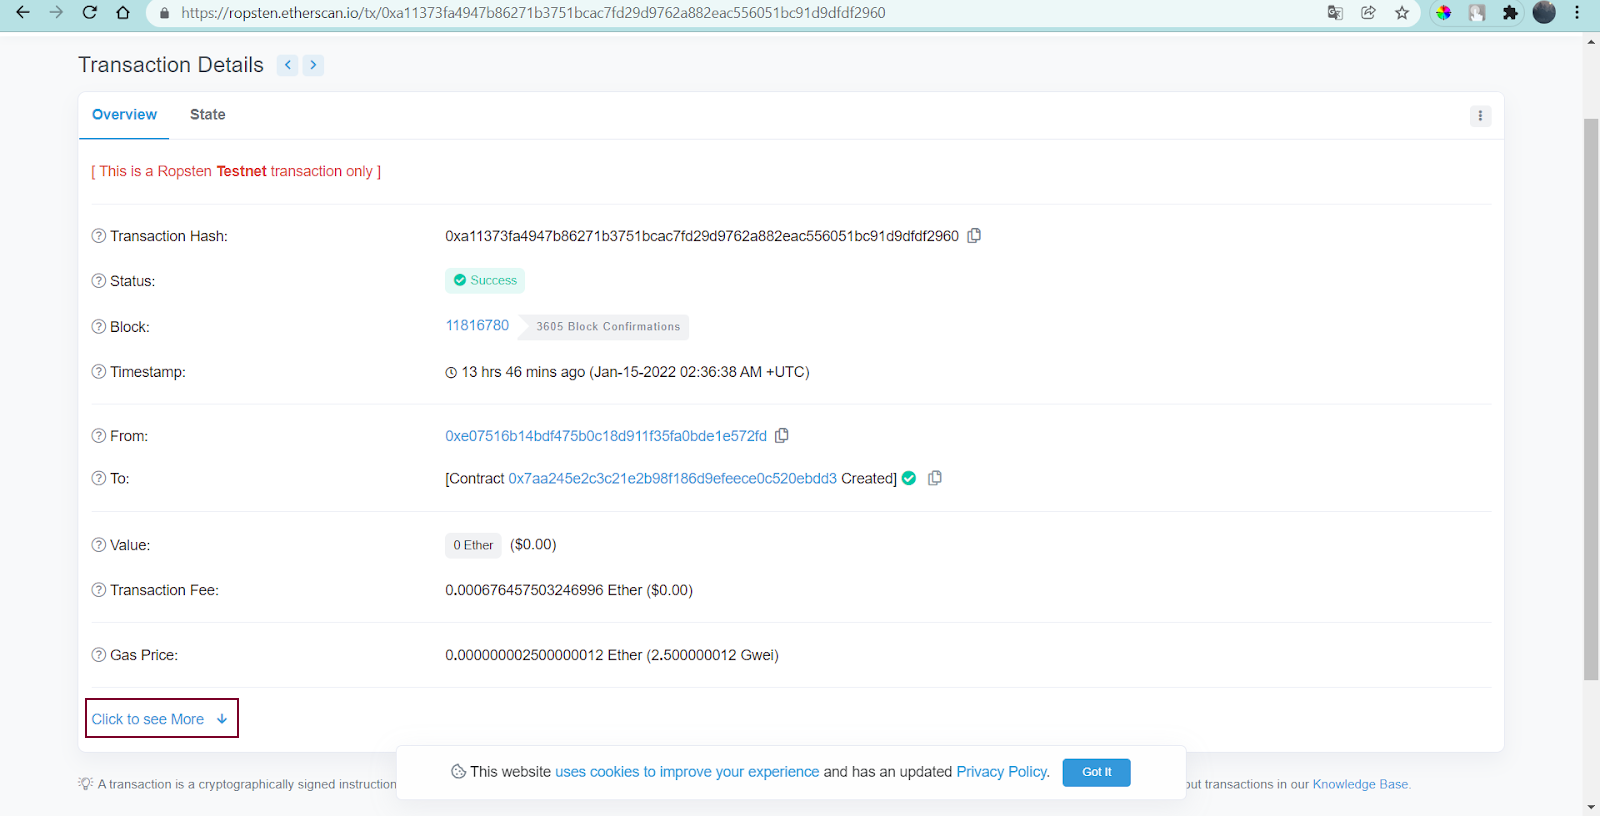 https://ropsten.etherscan.io/tx/0xa11373fa4947b86271b3751bcac7fd29d9762a882eac556051bc91d9dfdf2960
Transaction Details
Overview State
[ This is a Ropsten Testnet transaction only ]
Transaction Hash: 0xa11373fa4947b86271b3751bcac7fd29d9762a882eac556051bc91d9dfdf2960
Status: Success
Block: 11816780 3605 Block Confirmations
Timestamp: 13 hrs 46 mins ago (Jan-15-2022 02:36:38 AM +UTC)
From: 0xe07516b14bdf475b0c18d911f35fa0bde1e572fd
To: [Contract 0x7aa245e2c3c21e2b98f186d9efeece0c520ebdd3 Created]
Value: 0 Ether ($0.00)
Transaction Fee: 0.000676457503246996 Ether ($0.00)
Gas Price: 0.000000002500000012 Ether (2.500000012 Gwei)
Click to see More
This website uses cookies to improve your experience and has an updated Privacy Policy. Got It
A transaction is a cryptographically signed instruction out transactions in our Knowledge Base.